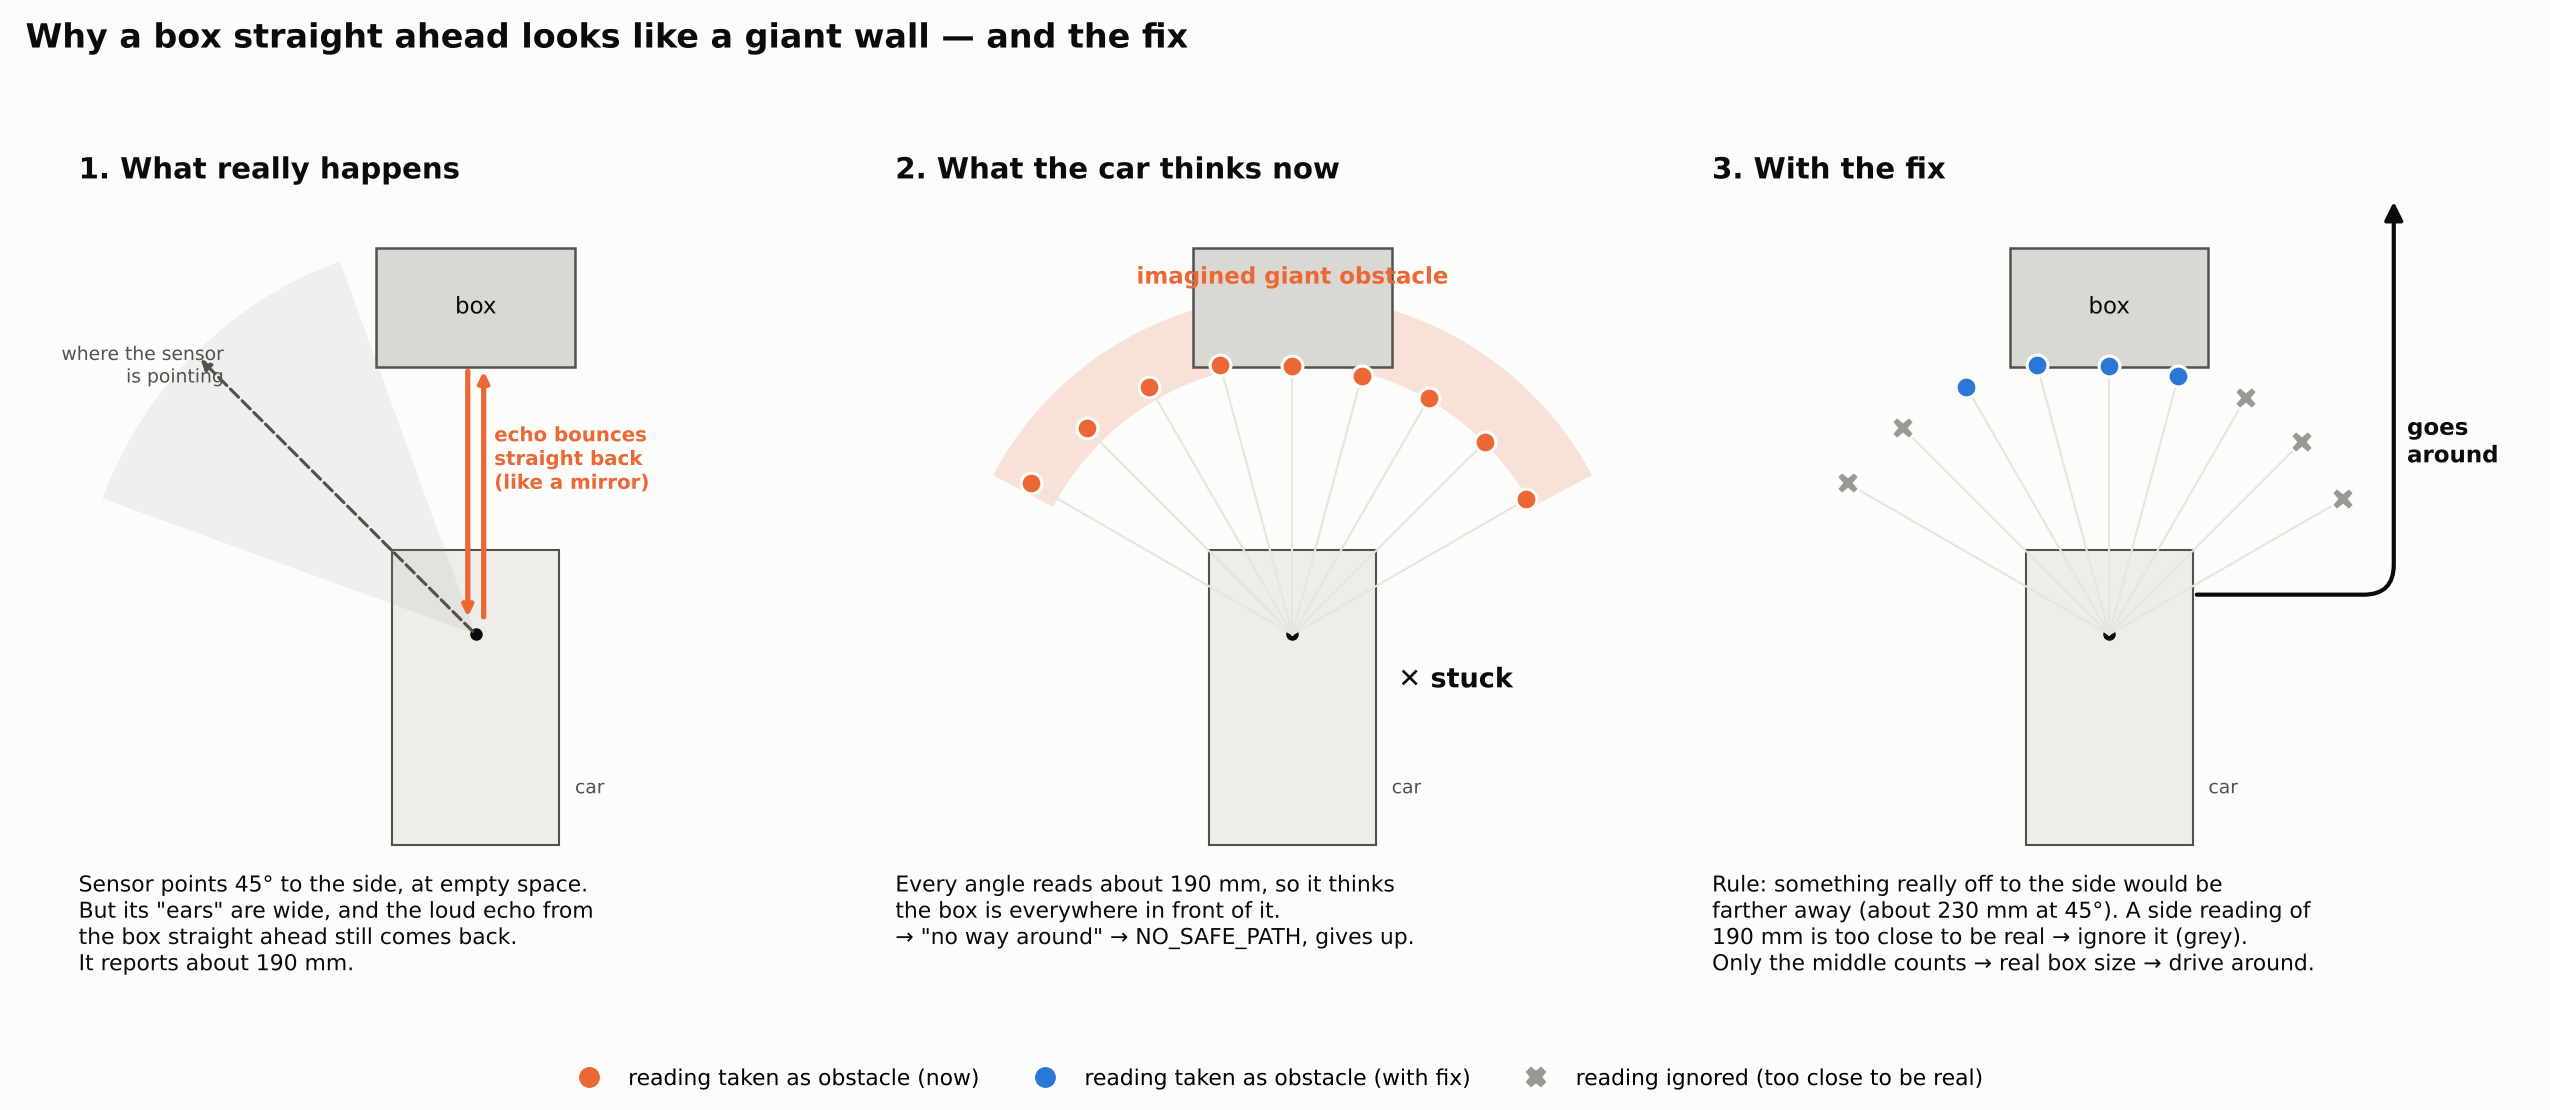 Why a box straight ahead looks like a giant wall — and the fix
1. What really happens
box
where the sensor
is pointing
echo bounces
straight back
(like a mirror)
car
Sensor points 45° to the side, at empty space.
But its "ears" are wide, and the loud echo from
the box straight ahead still comes back.
It reports about 190 mm.
2. What the car thinks now
imagined giant obstacle
✕ stuck
car
Every angle reads about 190 mm, so it thinks
the box is everywhere in front of it.
→ "no way around" → NO_SAFE_PATH, gives up.
3. With the fix
box
goes
around
car
Rule: something really off to the side would be
farther away (about 230 mm at 45°). A side reading of
190 mm is too close to be real → ignore it (grey).
Only the middle counts → real box size → drive around.
reading taken as obstacle (now)
reading taken as obstacle (with fix)
reading ignored (too close to be real)